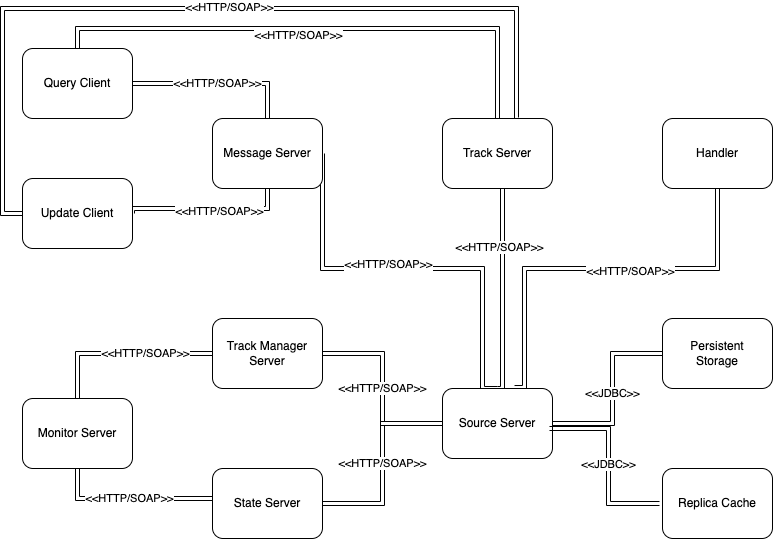 <<HTTP/SOAP>>
<<HTTP/SOAP>>
Query Client
<<HTTP/SOAP>>
Message Server
Track Server
Handler
Update Client
<<HTTP/SOAP>>
<<HTTP/SOAP>>
<<HTTP/SOAP>>
<<HTTP/SOAP>>
Track Manager
Server
Persistent
Storage
<<HTTP/SOAP>>
<<HTTP/SOAP>>
<<JDBC>>
Monitor Server
Source Server
<<HTTP/SOAP>>
<<JDBC>>
<<HTTP/SOAP>>
State Server
Replica Cache